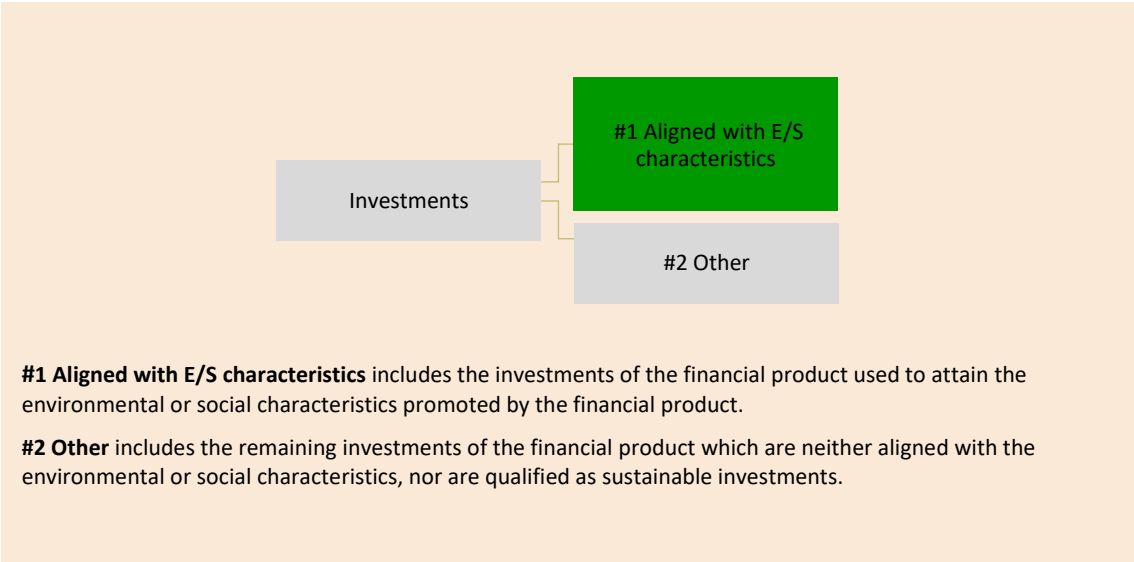 #1 Aligned with E/S
characteristics
Investments
#2 Other
#1 Aligned with E/S characteristics includes the investments of the financial product used to attain the
environmental or social characteristics promoted by the financial product.
#2 Other includes the remaining investments of the financial product which are neither aligned with the
environmental or social characteristics, nor are qualified as sustainable investments.